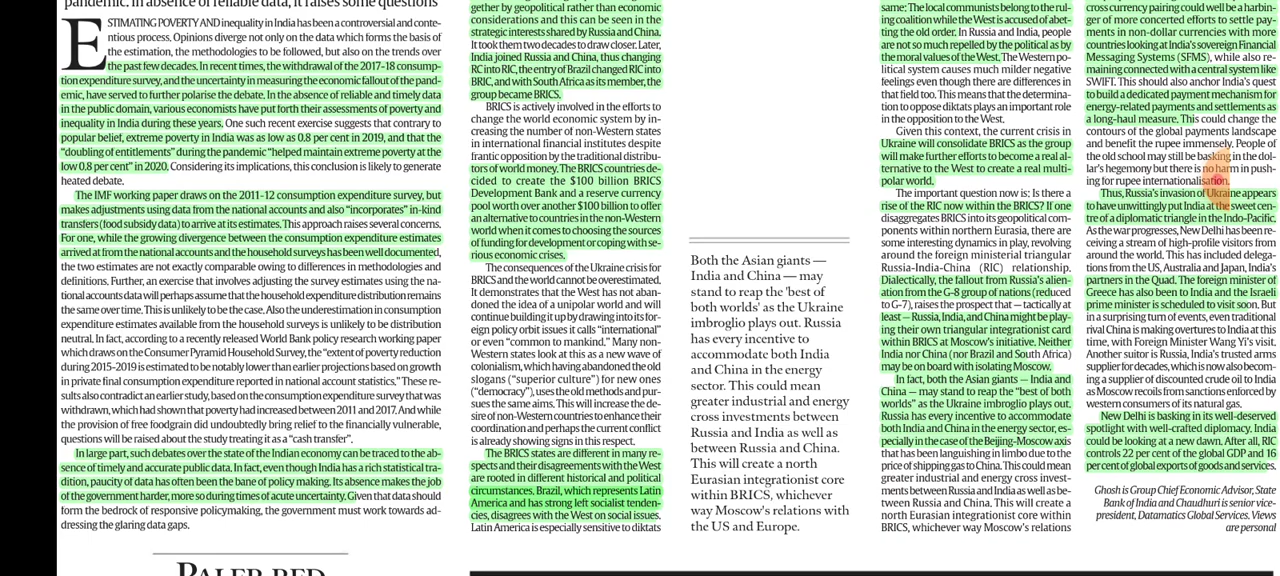 pandemic. In absence of reliable data, it raises some questions
ESTIMATING POVERTY AND inequality in India has been a controversial and conte-
ntious process. Opinions diverge not only on the data which forms the basis of
the estimation, the methodologies to be followed, but also on the trends over
the past few decades. In recent times, the withdrawal of the 2017-18 consump-
tion expenditure survey, and the uncertainty in measuring the economic fallout of the pand-
emic, have served to further polarise the debate. In the absence of reliable and timely data
in the public domain, various economists have put forth their assessments of poverty and
inequality in India during these years. One such recent exercise suggests that contrary to
popular belief, extreme poverty in India was as low as 0.8 per cent in 2019, and that the
"doubling of entitlements" during the pandemic "helped maintain extreme poverty at the
low 0.8 per cent" in 2020. Considering its implications, this conclusion is likely to generate
heated debate.
The IMF working paper draws on the 2011-12 consumption expenditure survey, but
makes adjustments using data from the national accounts and also "incorporates" in-kind
transfers (food subsidy data) to arrive at its estimates. This approach raises several concerns.
For one, while the growing divergence between the consumption expenditure estimates
arrived at from the national accounts and the household surveys has been well documented,
the two estimates are not exactly comparable owing to differences in methodologies and
definitions. Further, an exercise that involves adjusting the survey estimates using the na-
tional accounts data will perhaps assume that the household expenditure distribution remains
the same over time. This is unlikely to be the case. Also the underestimation in consumption
expenditure estimates available from the household surveys is unlikely to be distribution
neutral. In fact, according to a recently released World Bank policy research working paper
which draws on the Consumer Pyramid Household Survey, the "extent of poverty reduction
during 2015-2019 is estimated to be notably lower than earlier projections based on growth
in private final consumption expenditure reported in national account statistics." These re-
sults also contradict an earlier study, based on the consumption expenditure survey that was
withdrawn, which had shown that poverty had increased between 2011 and 2017. And while
the provision of free foodgrain did undoubtedly bring relief to the financially vulnerable,
questions will be raised about the study treating it as a "cash transfer".
In large part, such debates over the state of the Indian economy can be traced to the ab-
sence of timely and accurate public data. In fact, even though India has a rich statistical tra-
dition, paucity of data has often been the bane of policy making. Its absence makes the job
of the government harder, more so during times of acute uncertainty. Given that data should
form the bedrock of responsive policymaking, the government must work towards ad-
dressing the glaring data gaps.
PALER RED
gether by geopolitical rather than economic
considerations and this can be seen in the
strategic interests shared by Russia and China.
It took them two decades to draw closer. Later,
India joined Russia and China, thus changing
RC into RIC, the entry of Brazil changed RIC into
BRIC, and with South Africa as its member, the
group became BRICS.
BRICS is actively involved in the efforts to
change the world economic system by in-
creasing the number of non-Western states
in international financial institutes despite
frantic opposition by the traditional distribu-
tors of world money. The BRICS countries de-
cided to create the $100 billion BRICS
Development Bank and a reserve currency
pool worth over another $100 billion to offer
an alternative to countries in the non-Western
world when it comes to choosing the sources
of funding for development or coping with se-
rious economic crises.
The consequences of the Ukraine crisis for
BRICS and the world cannot be overestimated.
It demonstrates that the West has not aban-
doned the idea of a unipolar world and will
continue building it up by drawing into its for-
eign policy orbit issues it calls "international"
or even "common to mankind." Many non-
Western states look at this as a new wave of
colonialism, which having abandoned the old
slogans ("superior culture") for new ones
("democracy"), uses the old methods and pur-
sues the same aims. This will increase the de-
sire of non-Western countries to enhance their
coordination and perhaps the current conflict
is already showing signs in this respect.
The BRICS states are different in many re-
spects and their disagreements with the West
are rooted in different historical and political
circumstances. Brazil, which represents Latin
America and has strong left socialist tenden-
cies, disagrees with the West on social issues.
Latin America is especially sensitive to diktats
Both the Asian giants —
India and China — may
stand to reap the 'best of
both worlds' as the Ukraine
imbroglio plays out. Russia
has every incentive to
accommodate both India
and China in the energy
sector. This could mean
greater industrial and energy
cross investments between
Russia and India as well as
between Russia and China.
This will create a north
Eurasian integrationist core
within BRICS, whichever
way Moscow's relations with
the US and Europe.
same: The local communists belong to the rul-
ing coalition while the West is accused of abet-
ting the old order. In Russia and India, people
are not so much repelled by the political as by
the moral values of the West. The Western po-
litical system causes much milder negative
feelings even though there are differences in
that field too. This means that the determina-
tion to oppose diktats plays an important role
in the opposition to the West.
Given this context, the current crisis in
Ukraine will consolidate BRICS as the group
will make further efforts to become a real al-
ternative to the West to create a real multi-
polar world.
The important question now is: Is there a
rise of the RIC now within the BRICS? If one
disaggregates BRICS into its geopolitical com-
ponents within northern Eurasia, there are
some interesting dynamics in play, revolving
around the foreign ministerial triangular
Russia-India-China (RIC) relationship.
Dialectically, the fallout from Russia's alien-
ation from the G-8 group of nations (reduced
to G-7), raises the prospect that – tactically at
least — Russia, India, and China might be play-
ing their own triangular integrationist card
within BRICS at Moscow's initiative. Neither
India nor China (nor Brazil and South Africa)
may be on board with isolating Moscow.
In fact, both the Asian giants — India and
China — may stand to reap the "best of both
worlds" as the Ukraine imbroglio plays out.
Russia has every incentive to accommodate
both India and China in the energy sector, es-
pecially in the case of the Beijing-Moscow axis
that has been languishing in limbo due to the
price of shipping gas to China. This could mean
greater industrial and energy cross invest-
ments between Russia and India as well as be-
tween Russia and China. This will create a
north Eurasian integrationist core within
BRICS, whichever way Moscow's relations
cross currency pairing could well be a harbin-
ger of more concerted efforts to settle pay-
ments in non-dollar currencies with more
countries looking at India's sovereign Financial
Messaging Systems (SFMS), while also re-
maining connected with a central system like
SWIFT. This should also anchor India's quest
to build a dedicated payment mechanism for
energy-related payments and settlements as
a long-haul measure. This could change the
contours of the global payments landscape
and benefit the rupee immensely. People of
the old school may still be basking in the dol-
lar's hegemony but there is no harm in push-
ing for rupee internationalisation.
Thus, Russia's invasion of Ukraine appears
to have unwittingly put India at the sweet cen-
tre of a diplomatic triangle in the Indo-Pacific.
As the war progresses, New Delhi has been re-
ceiving a stream of high-profile visitors from
around the world. This has included delega-
tions from the US, Australia and Japan, India's
partners in the Quad. The foreign minister of
Greece has also been to India and the Israeli
prime minister is scheduled to visit soon. But
in a surprising turn of events, even traditional
rival China is making overtures to India at this
time, with Foreign Minister Wang Yi's visit.
Another suitor is Russia, India's trusted arms
supplier for decades, which is now also becom-
ing a supplier of discounted crude oil to India
as Moscow recoils from sanctions enforced by
western consumers of its natural gas.
New Delhi is basking in its well-deserved
spotlight with well-crafted diplomacy. India
could be looking at a new dawn. After all, RIC
controls 22 per cent of the global GDP and 16
per cent of global exports of goods and services.
Ghosh is Group Chief Economic Advisor, State
Bank of India and Chaudhuri is senior vice-
president, Datamatics Global Services. Views
are personal